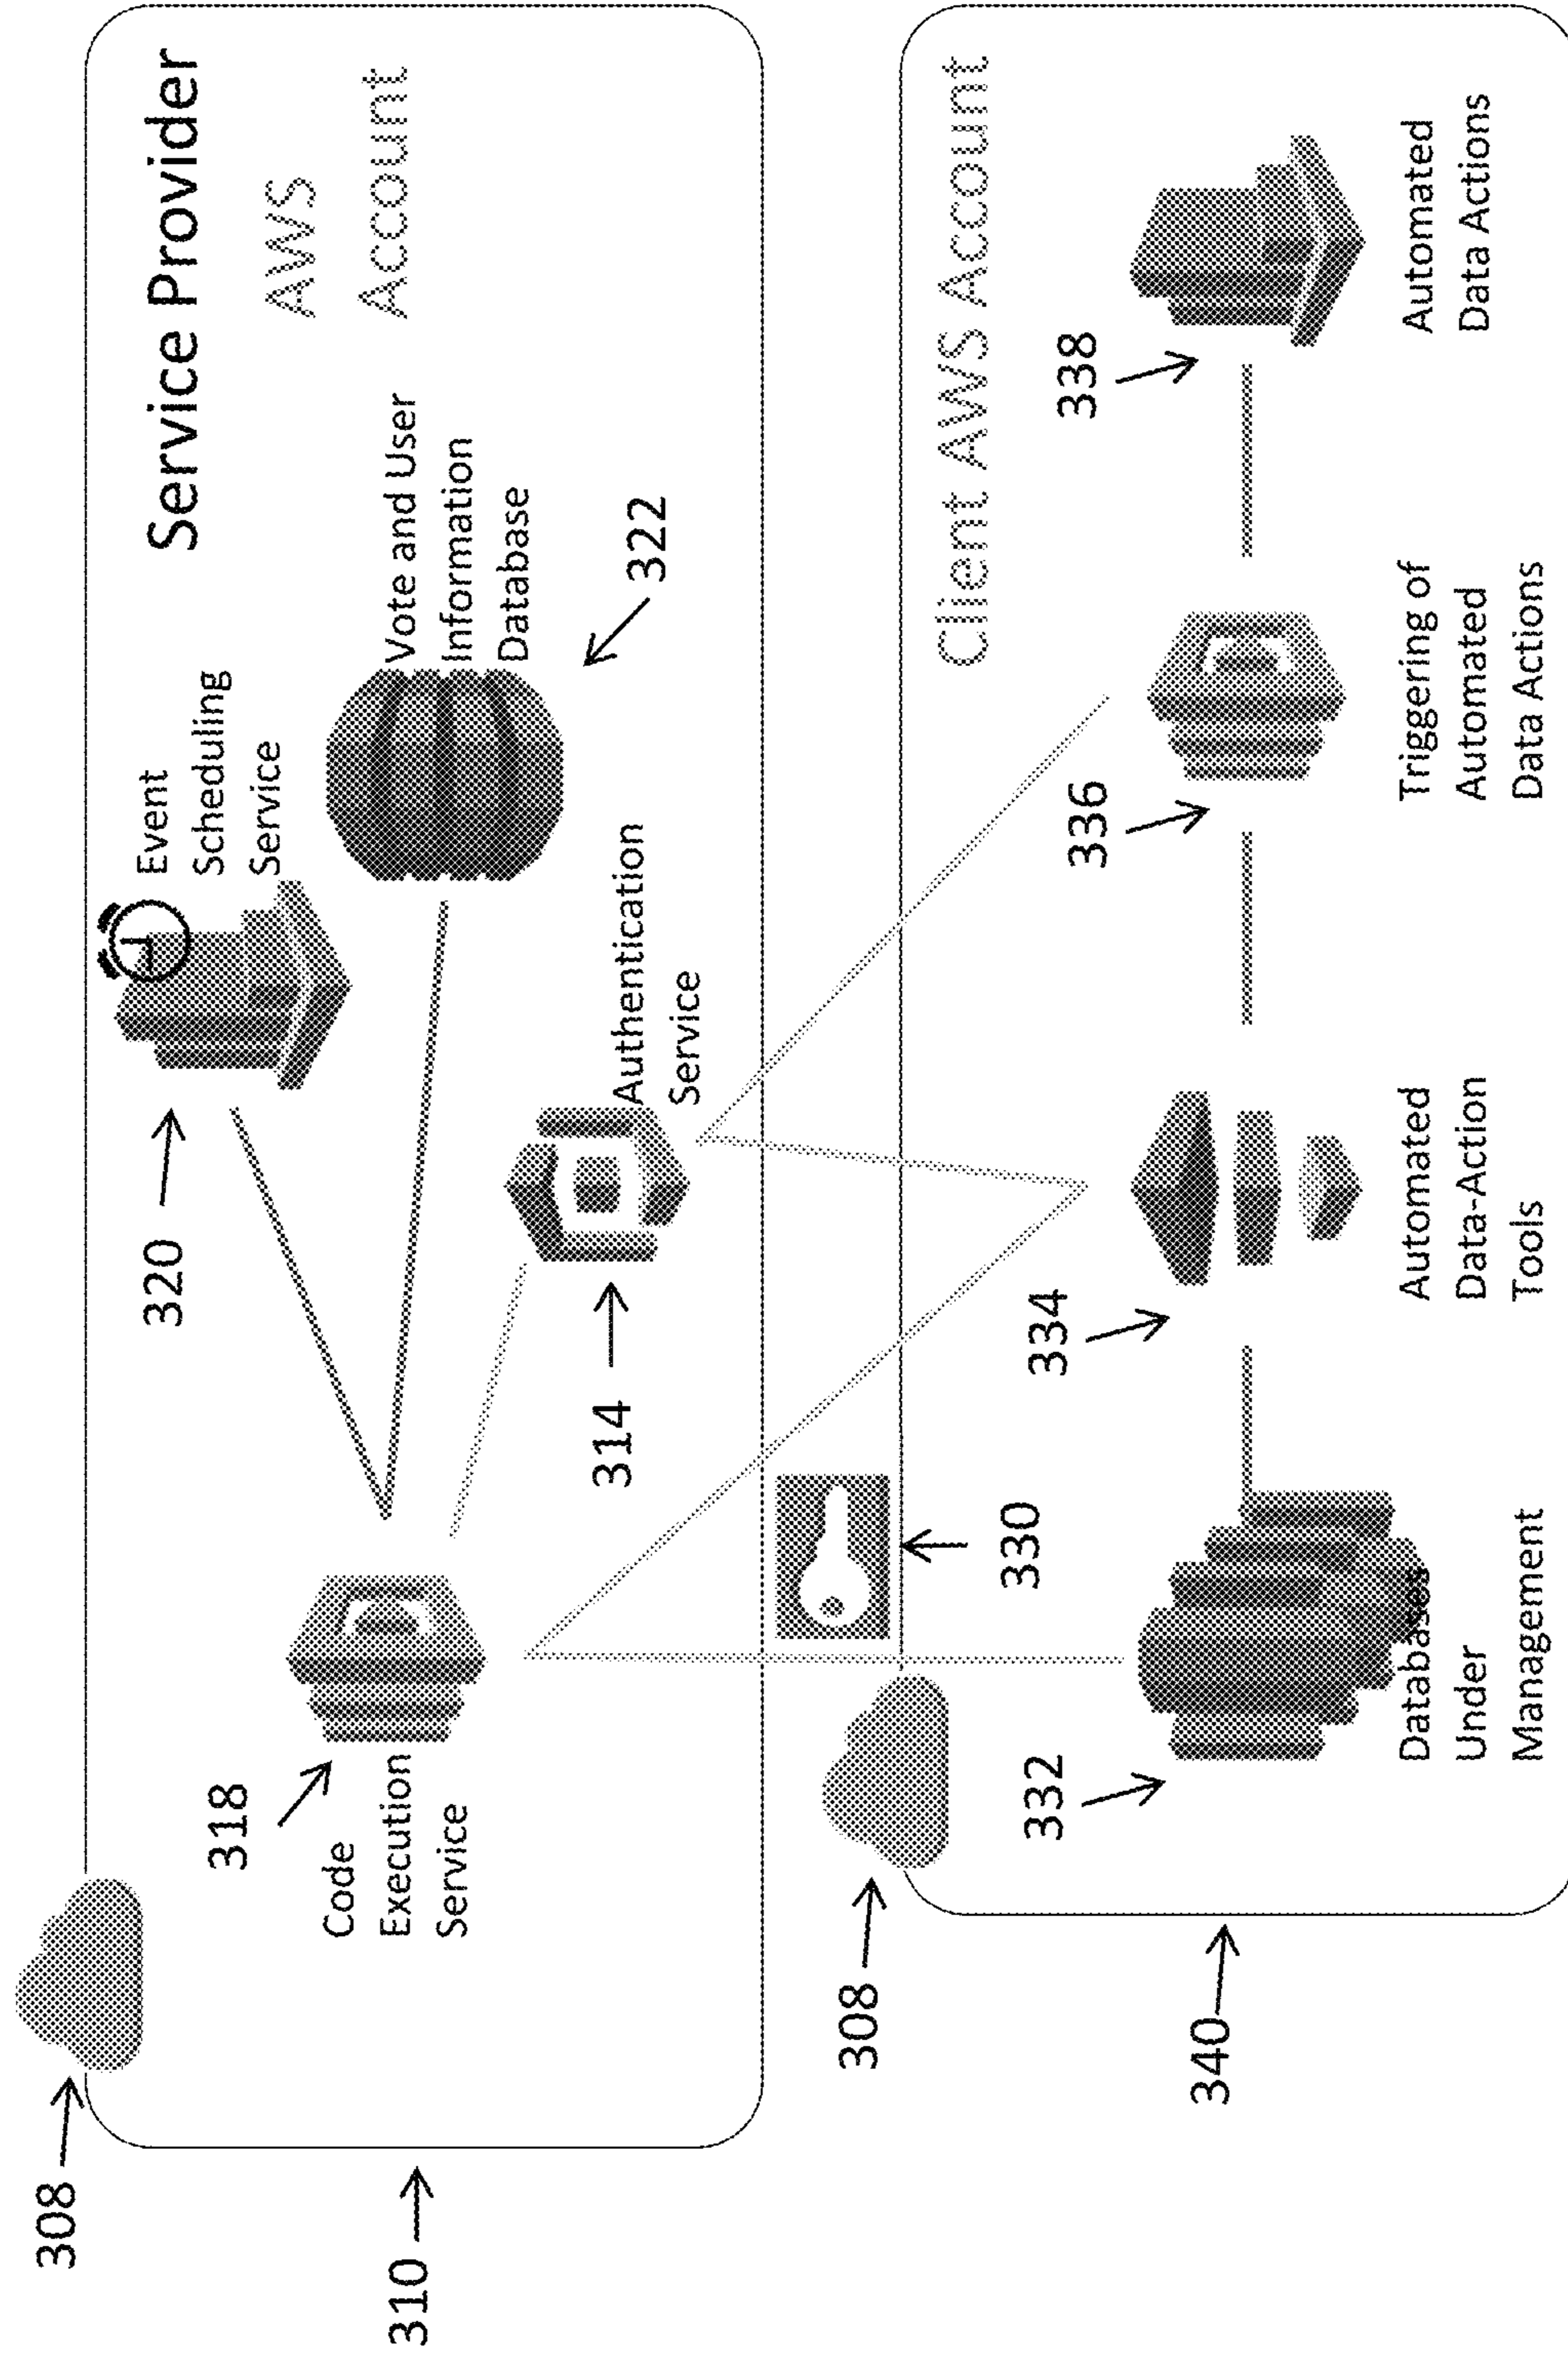 308
310
Service Provider
AWS
Account
320
Event
Scheduling
Service
318
Code
Execution
Service
Vote and User
Information
Database
322
314
Authentication
Service
308
330
Client AWS Account
340
332
Databases
Under
Management
334
Automated
Data-Action
Tools
336
Triggering of
Automated
Data Actions
338
Automated
Data Actions